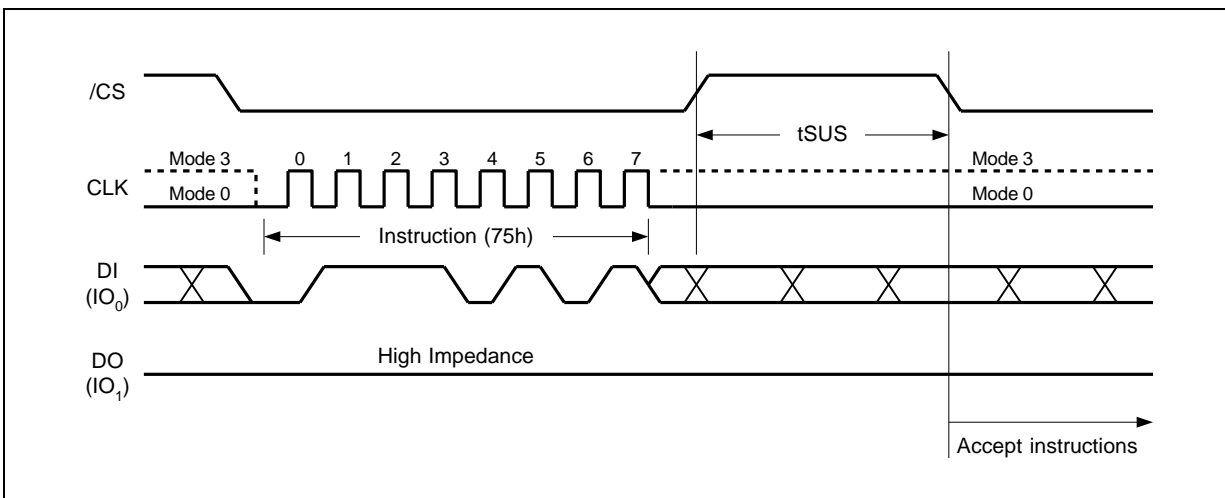 /CS
tSUS
Mode 3 0 1 2 3 4 5 6 7 Mode 3
CLK
Mode 0 Mode 0
Instruction (75h)
DI
(IO₀)
High Impedance
DO
(IO₁)
Accept instructions